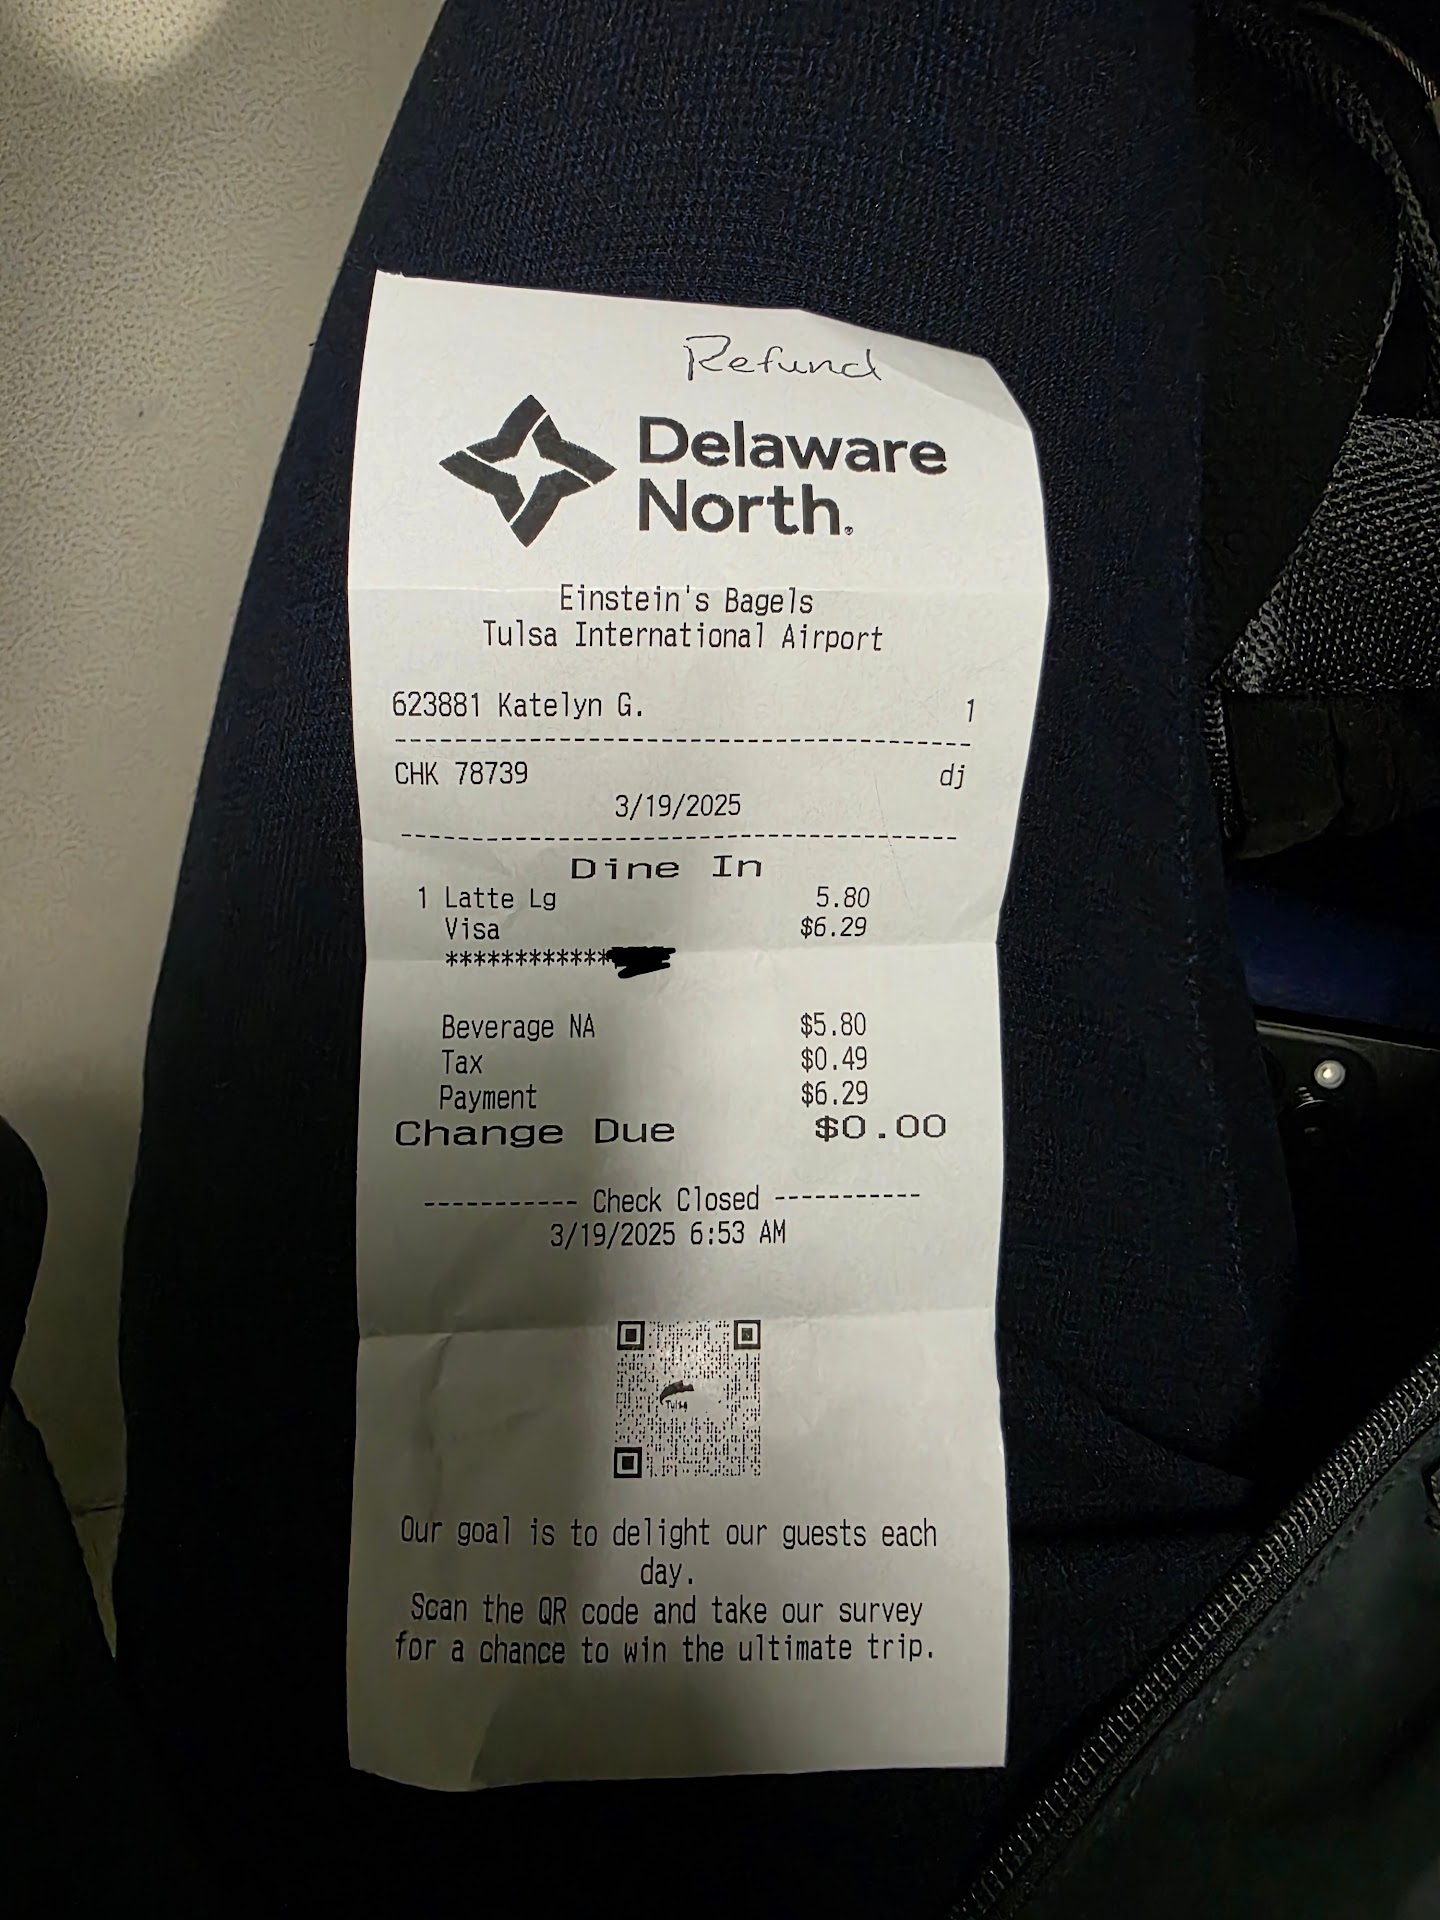 Refund
Delaware
North®
Einstein's Bagels
Tulsa International Airport
623881 Katelyn G. 1
CHK 78739 dj
3/19/2025
Dine In
1 Latte Lg 5.80
Visa $6.29
************
Beverage NA $5.80
Tax $0.49
Payment $6.29
Change Due $0.00
----------- Check Closed -----------
3/19/2025 6:53 AM
Tulsa
Our goal is to delight our guests each
day.
Scan the QR code and take our survey
for a chance to win the ultimate trip.